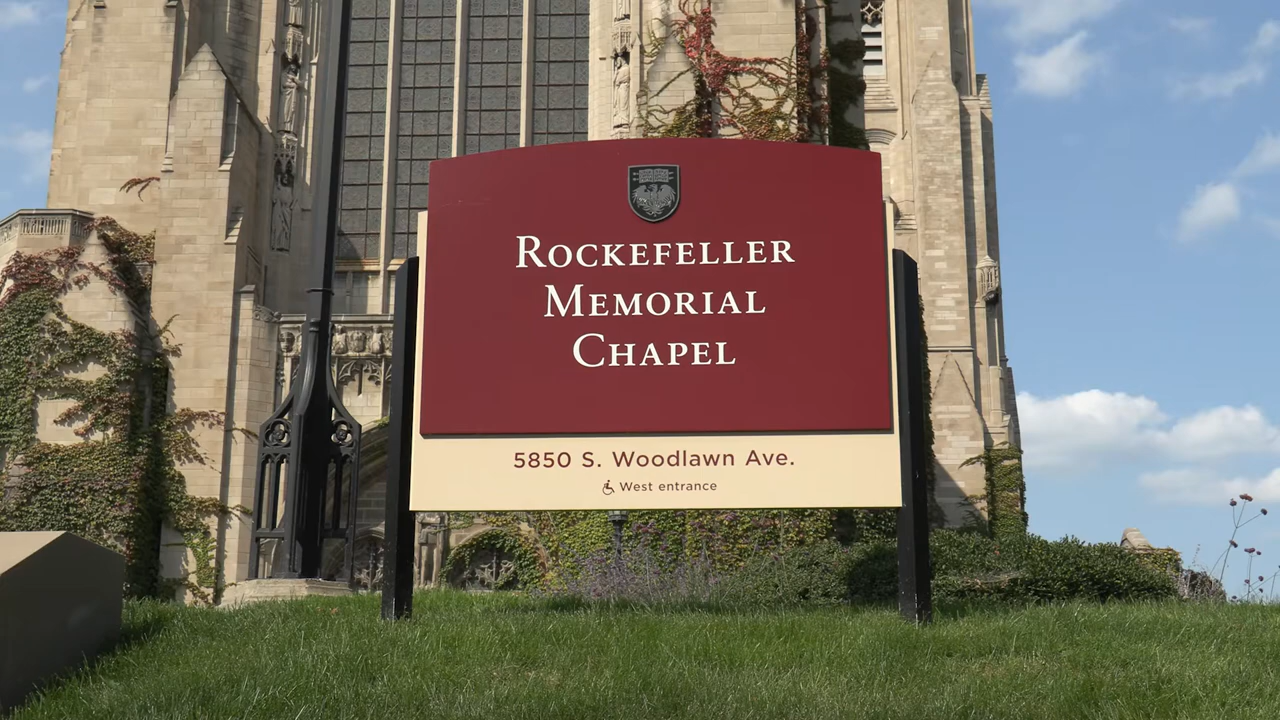 Rockefeller
Memorial
Chapel
5850 S. Woodlawn Ave.
West entrance